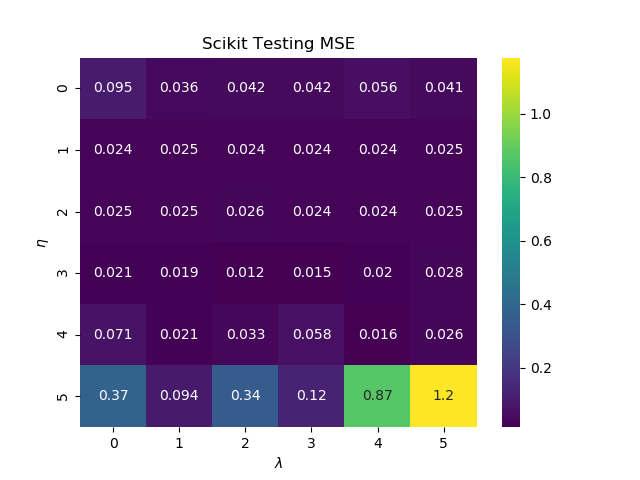 Scikit Testing MSE
0 0.095 0.036 0.042 0.042 0.056 0.041
1 0.024 0.025 0.024 0.024 0.024 0.025
2 0.025 0.025 0.026 0.024 0.024 0.025
η
3 0.021 0.019 0.012 0.015 0.02 0.028
4 0.071 0.021 0.033 0.058 0.016 0.026
5 0.37 0.094 0.34 0.12 0.87 1.2
0 1 2 3 4 5
λ
1.0
0.8
0.6
0.4
0.2